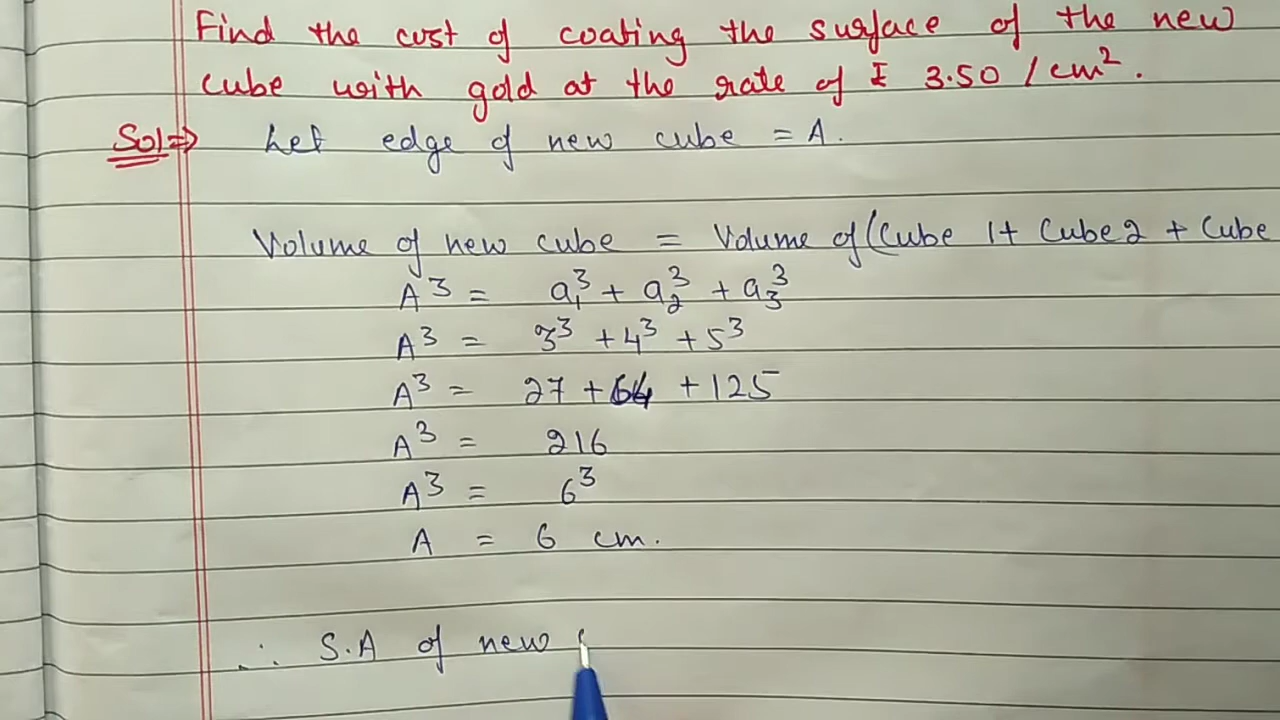 Find the cost of coating the surface of the new
cube with gold at the rate of ₹ 3.50 / cm².
Sol ⇒ Let edge of new cube = A.
Volume of new cube = Volume of (Cube 1 + Cube 2 + Cube
A³ = a₁³ + a₂³ + a₃³
A³ = 3³ + 4³ + 5³
A³ = 27 + 64 + 125
A³ = 216
A³ = 6³
A = 6 cm.
∴ S.A of new